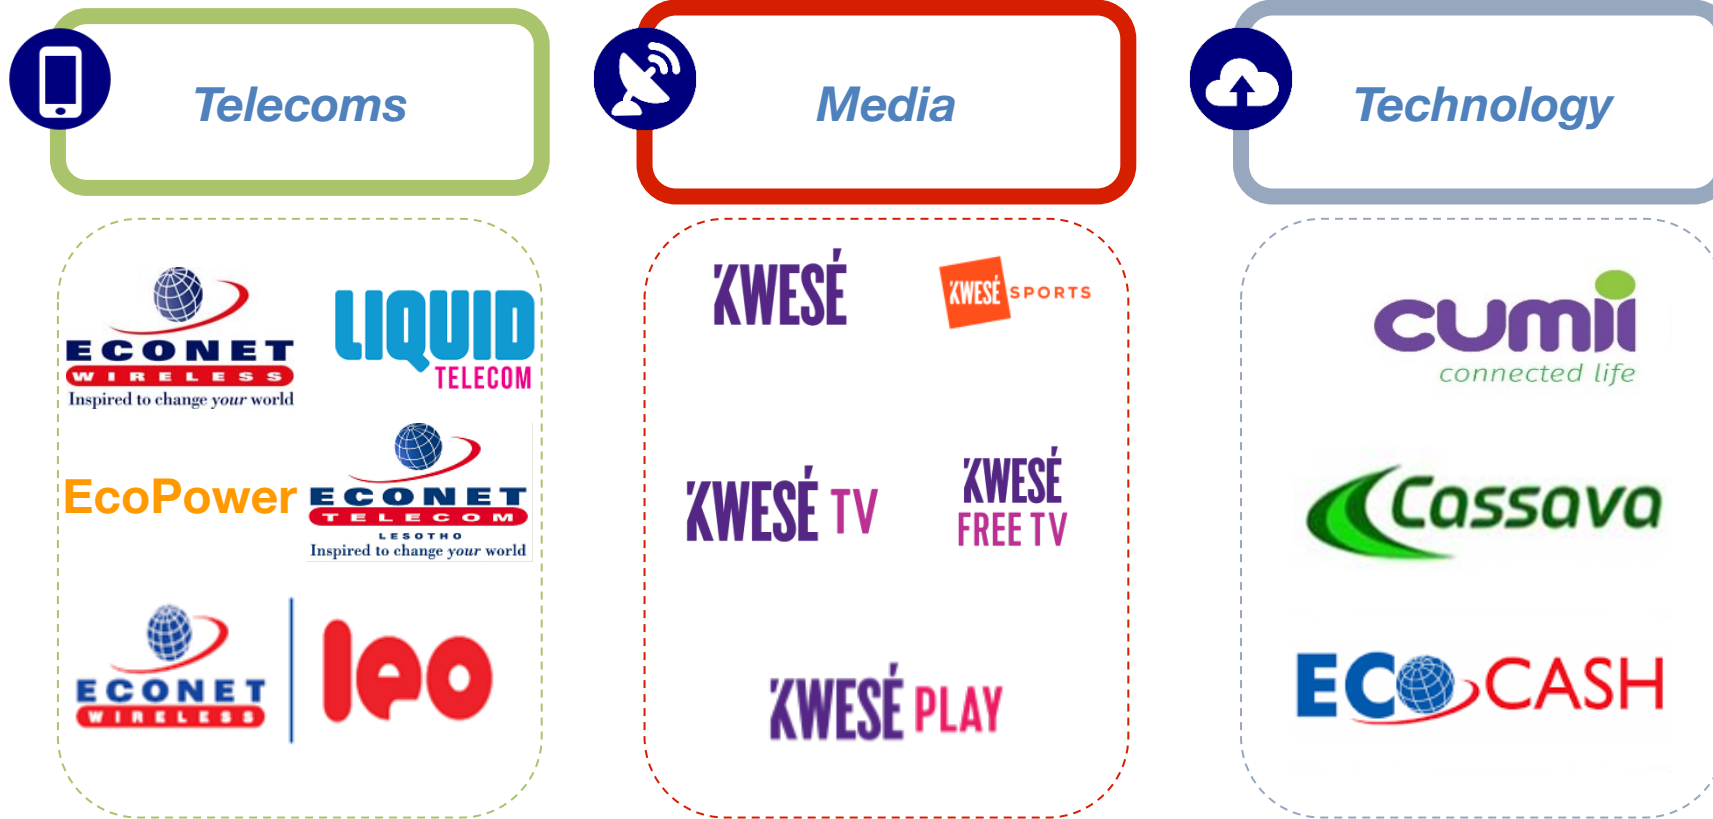 Telecoms
Media
Technology
ECONET
WIRELESS
Inspired to change your world
LIQUID
TELECOM
EcoPower
ECONET
TELECOM
LESOTHO
Inspired to change your world
ECONET
WIRELESS
leo
KWESÉ
KWESÉ SPORTS
KWESÉ TV
KWESÉ
FREE TV
KWESÉ PLAY
cumii
connected life
Cassava
ECOCASH